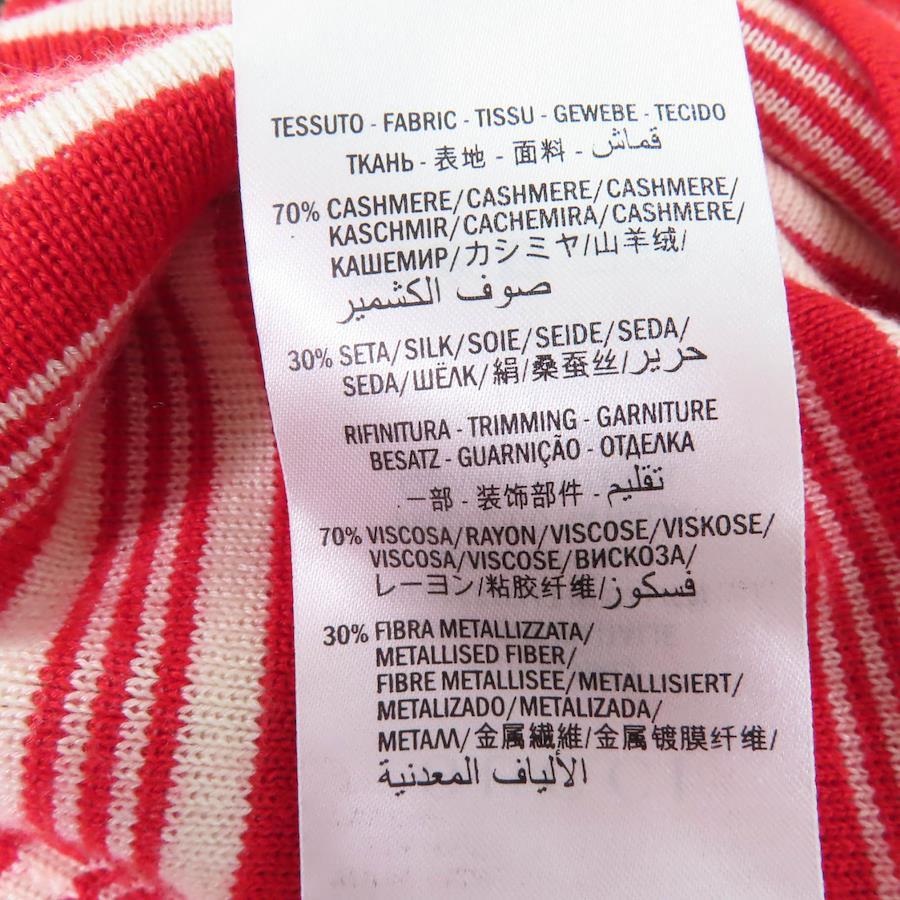 TESSUTO - FABRIC - TISSU - GEWEBE - TECIDO
ТКАНЬ - 表地 - 面料 - قماش
70% CASHMERE/CASHMERE/CASHMERE/
KASCHMIR/CACHEMIRA/CASHMERE/
КАШЕМИР/カシミヤ/山羊绒/
صوف الكشمير
30% SETA/SILK/SOIE/SEIDE/SEDA/
SEDA/ШЁЛК/絹/桑蚕丝/حرير
RIFINITURA - TRIMMING - GARNITURE
BESATZ - GUARNIÇÃO - ОТДЕЛКА
一部 - 装饰部件 - تقليم
70% VISCOSA/RAYON/VISCOSE/VISKOSE/
VISCOSA/VISCOSE/ВИСКОЗА/
レーヨン/粘胶纤维/فسكوز
30% FIBRA METALLIZZATA/
METALLISED FIBER/
FIBRE METALLISEE/METALLISIERT/
METALIZADO/METALIZADA/
МЕТАЛЛ/金属繊維/金属镀膜纤维/
الألياف المعدنية